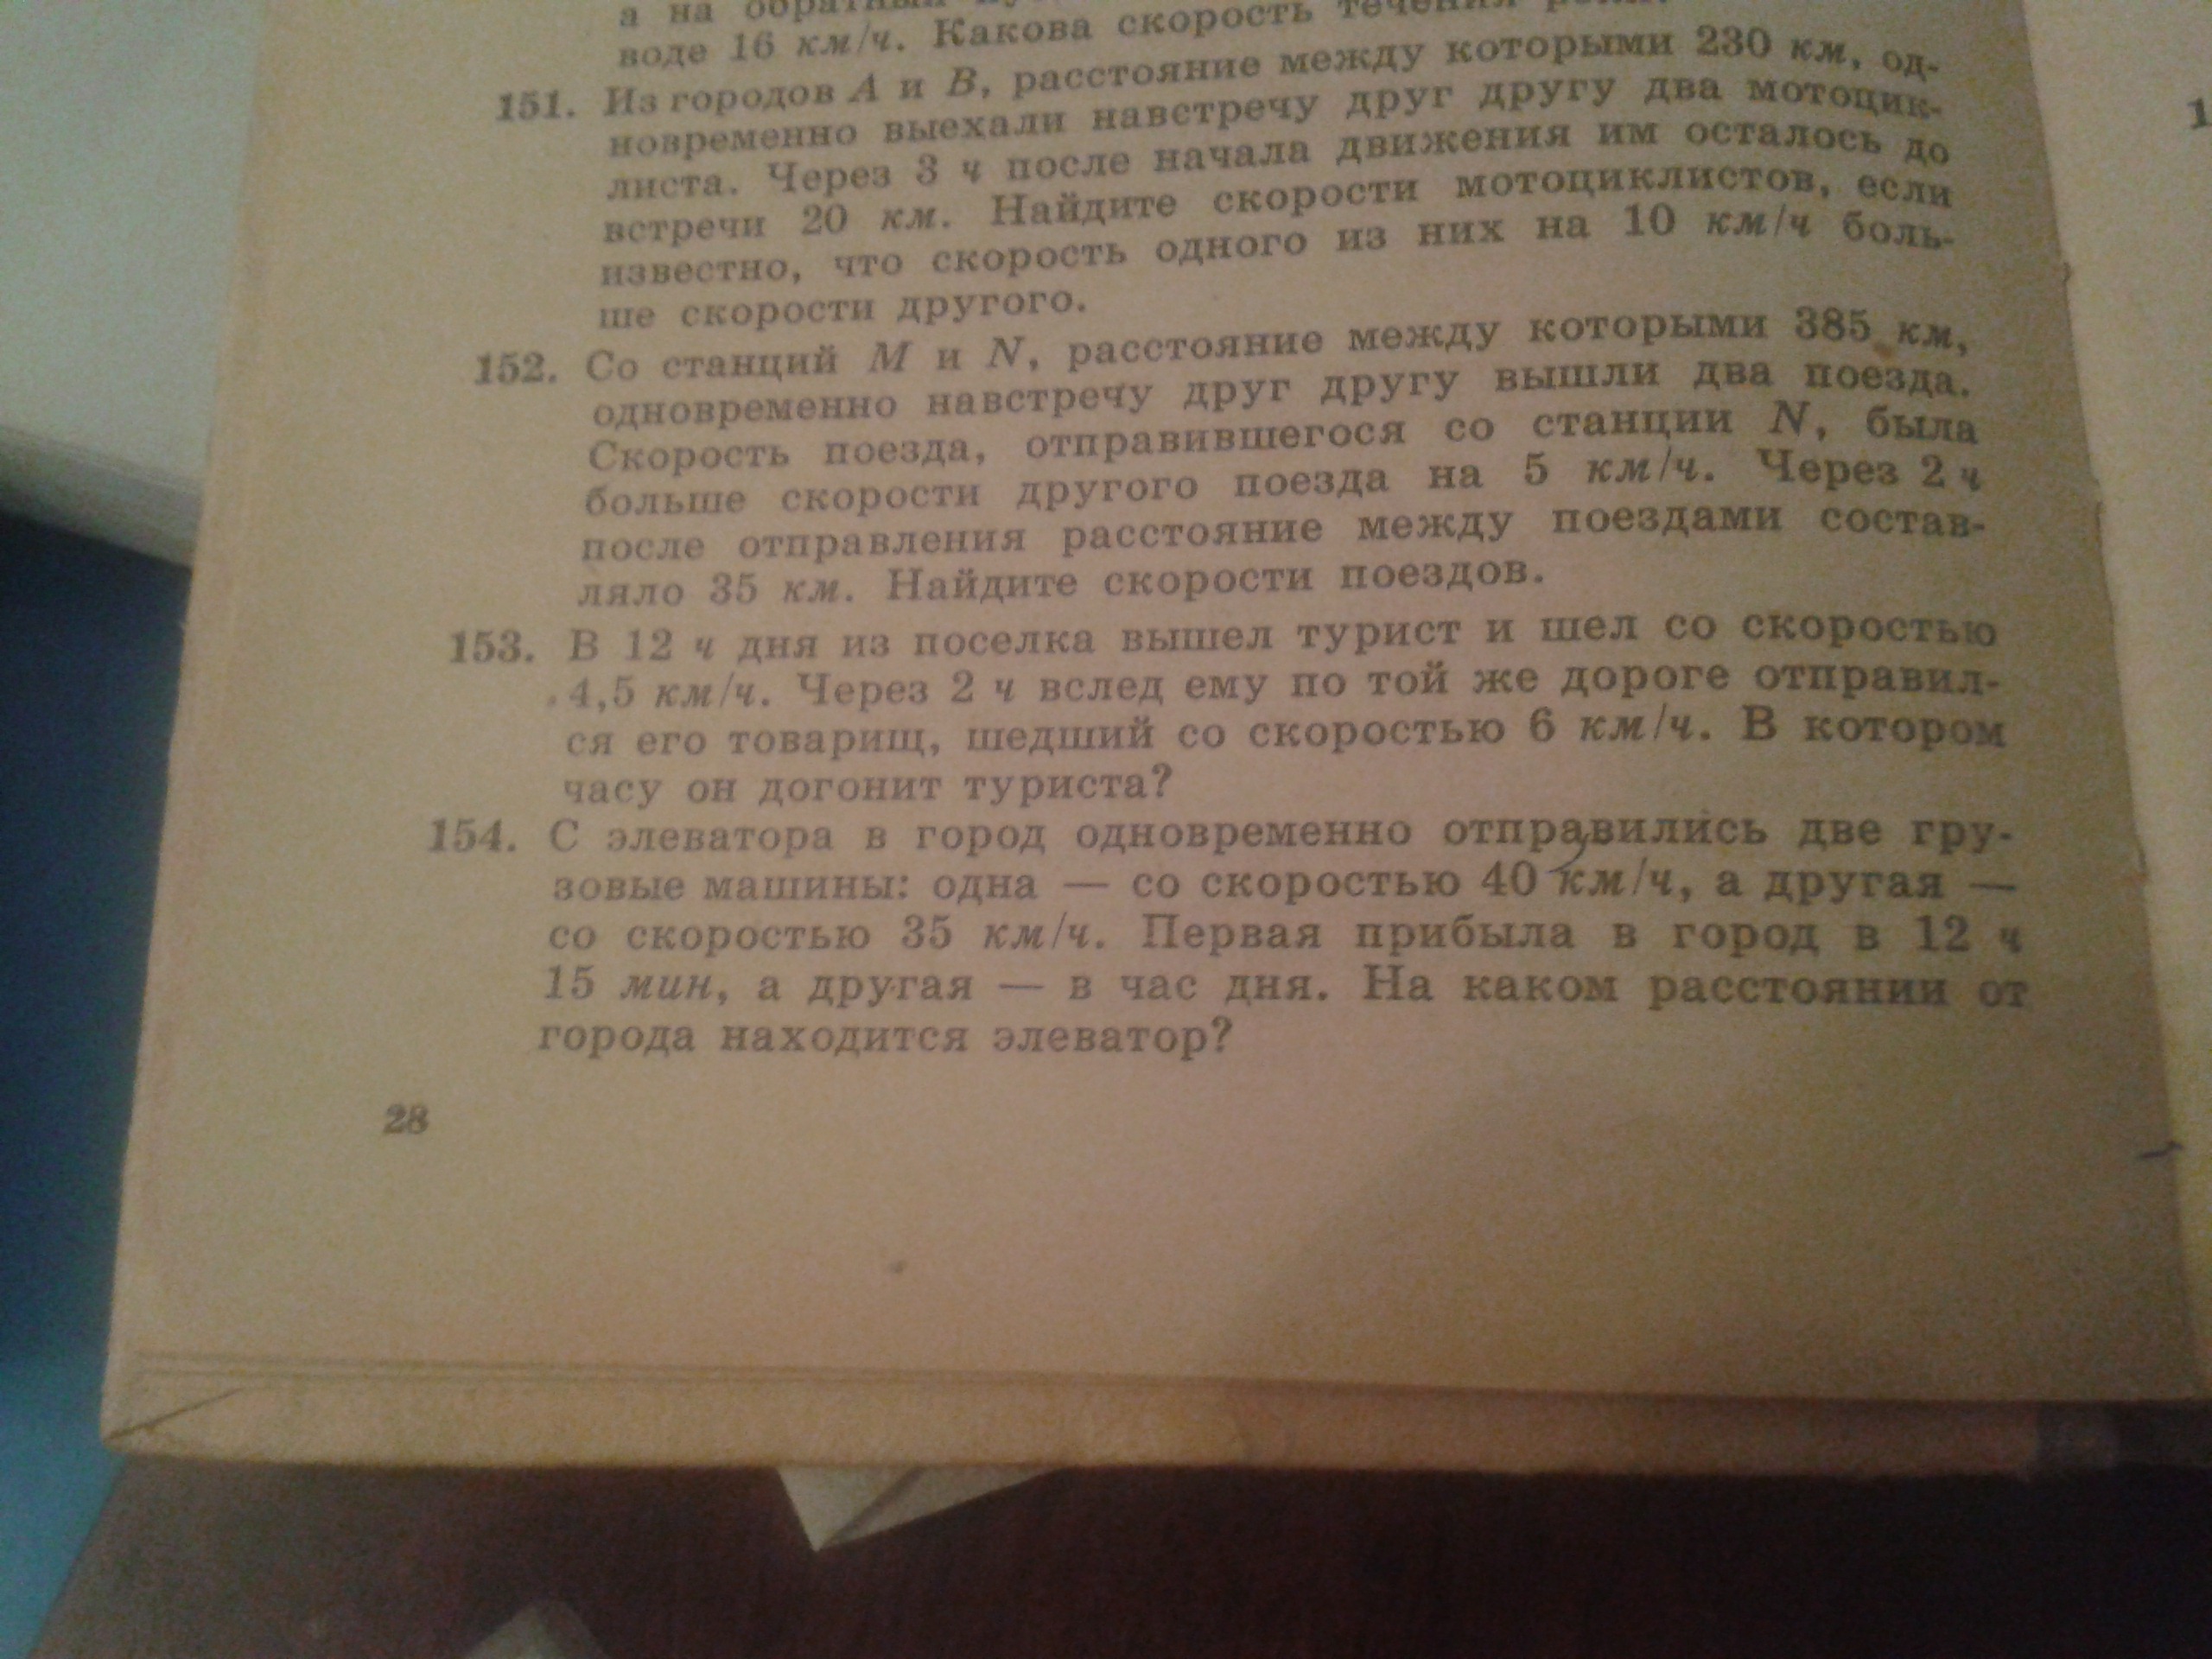 а на
воде 16 км/ч. Какова скорость течения
151. Из городов A и B, расстояние между которыми 230 км, од-
новременно выехали навстречу друг другу два мотоцик-
листа. Через 3 ч после начала движения им осталось до
встречи 20 км. Найдите скорости мотоциклистов, если
известно, что скорость одного из них на 10 км/ч боль-
ше скорости другого.
152. Со станций M и N, расстояние между которыми 385 км,
одновременно навстречу друг другу вышли два поезда.
Скорость поезда, отправившегося со станции N, была
больше скорости другого поезда на 5 км/ч. Через 2 ч
после отправления расстояние между поездами состав-
ляло 35 км. Найдите скорости поездов.
153. В 12 ч дня из поселка вышел турист и шел со скоростью
4,5 км/ч. Через 2 ч вслед ему по той же дороге отправил-
ся его товарищ, шедший со скоростью 6 км/ч. В котором
часу он догонит туриста?
154. С элеватора в город одновременно отправились две гру-
зовые машины: одна — со скоростью 40 км/ч, а другая —
со скоростью 35 км/ч. Первая прибыла в город в 12 ч
15 мин, а другая — в час дня. На каком расстоянии от
города находится элеватор?
28
1